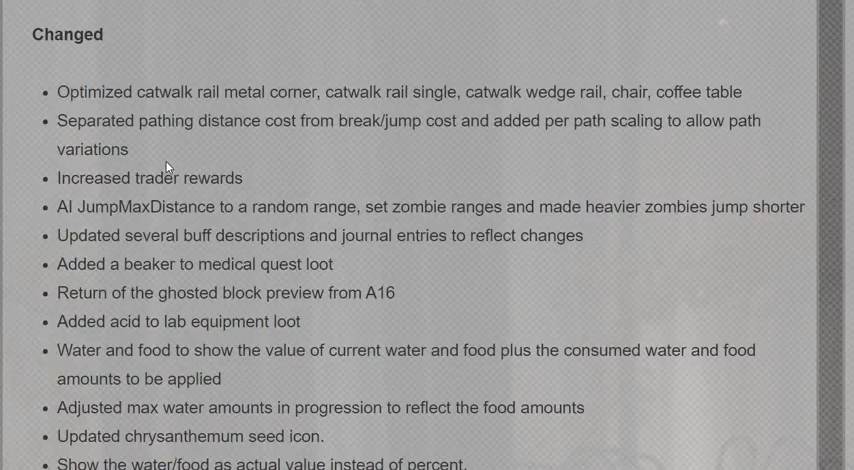 Changed
Optimized catwalk rail metal corner, catwalk rail single, catwalk wedge rail, chair, coffee table
Separated pathing distance cost from break/jump cost and added per path scaling to allow path
variations
Increased trader rewards
AI JumpMaxDistance to a random range, set zombie ranges and made heavier zombies jump shorter
Updated several buff descriptions and journal entries to reflect changes
Added a beaker to medical quest loot
Return of the ghosted block preview from A16
Added acid to lab equipment loot
Water and food to show the value of current water and food plus the consumed water and food
amounts to be applied
Adjusted max water amounts in progression to reflect the food amounts
Updated chrysanthemum seed icon.
Show the water/food as actual value instead of percent.